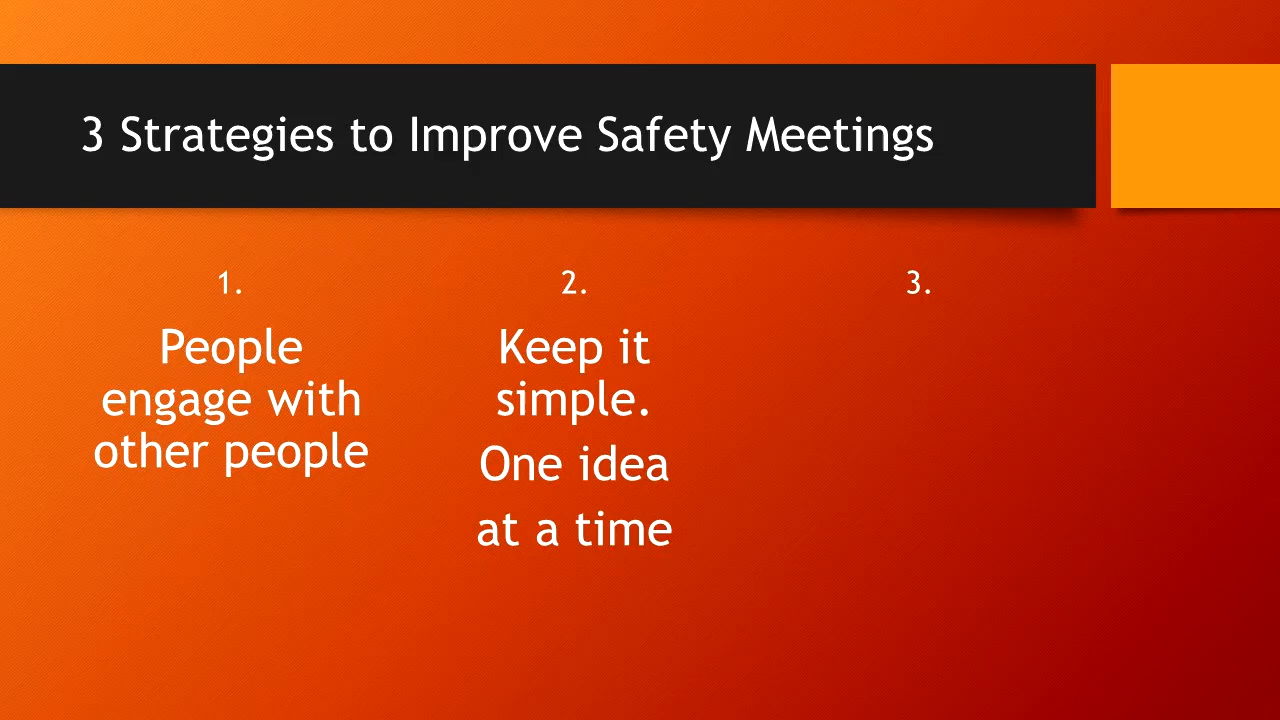 3 Strategies to Improve Safety Meetings
1.
People
engage with
other people
2.
Keep it
simple.
One idea
at a time
3.